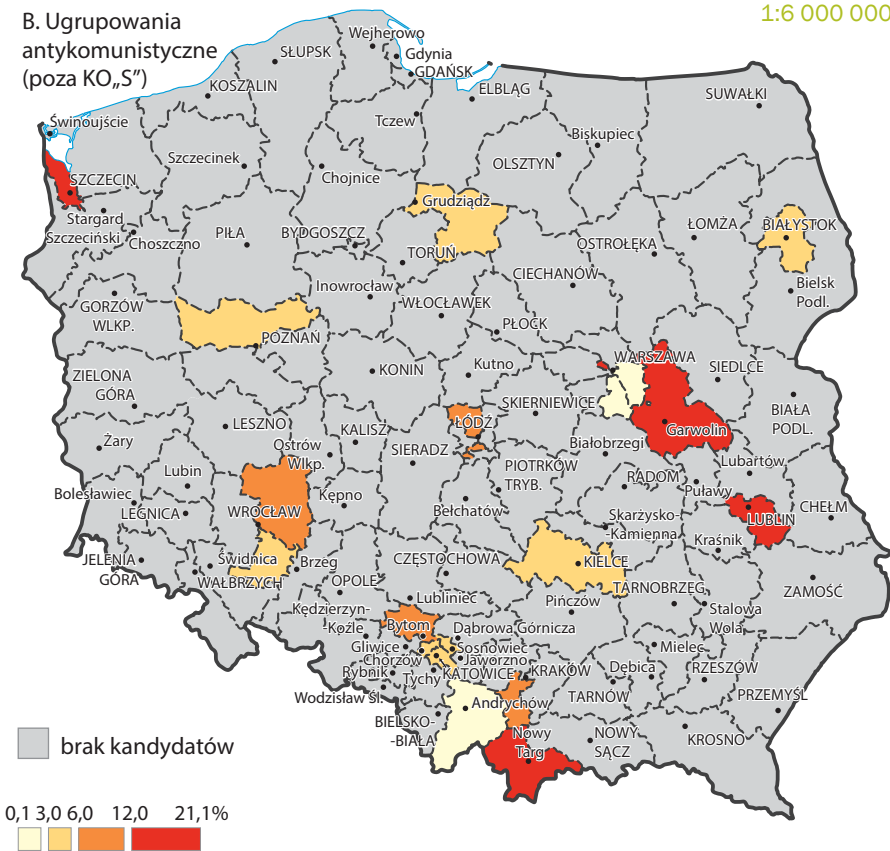 B. Ugrupowania
antykomunistyczne
(poza KO„S”)
1:6 000 000
Wejherowo
Gdynia
GDAŃSK
SŁUPSK
KOSZALIN
ELBLĄG
SUWAŁKI
Świnoujście
Tczew
Biskupiec
Szczecinek
Chojnice
OLSZTYN
SZCZECIN
Grudziądz
Stargard
Szczeciński
Choszczno
PIŁA
BYDGOSZCZ
TORUŃ
OSTROŁĘKA
ŁOMŻA
BIAŁYSTOK
CIECHANÓW
Inowrocław
Bielsk
Podl.
GORZÓW
WLKP.
WŁOCŁAWEK
POZNAŃ
PŁOCK
WARSZAWA
SIEDLCE
ZIELONA
GÓRA
KONIN
Kutno
SKIERNIEWICE
BIAŁA
PODL.
LESZNO
KALISZ
ŁÓDŹ
Garwolin
Żary
Ostrów
Wlkp.
SIERADZ
Białobrzegi
Lubin
PIOTRKÓW
TRYB.
RADOM
Lubartów
Bolesławiec
Kępno
Puławy
LEGNICA
WROCŁAW
Bełchatów
Skarżysko-
-Kamienna
LUBLIN
CHEŁM
Kraśnik
JELENIA
GÓRA
Świdnica
WAŁBRZYCH
Brzeg
CZĘSTOCHOWA
KIELCE
OPOLE
Lubliniec
TARNOBRZEG
ZAMOŚĆ
Kędzierzyn-
-Koźle
Pińczów
Stalowa
Wola
Bytom
Dąbrowa Górnicza
Gliwice
Sosnowiec
Mielec
Chorzów
Jaworzno
Rybnik
Tychy
KATOWICE
KRAKÓW
Dębica
RZESZÓW
Wodzisław Śl.
TARNÓW
PRZEMYŚL
Andrychów
BIELSKO-
-BIAŁA
Nowy
Targ
NOWY
SĄCZ
KROSNO
brak kandydatów
0,1 3,0 6,0 12,0 21,1%